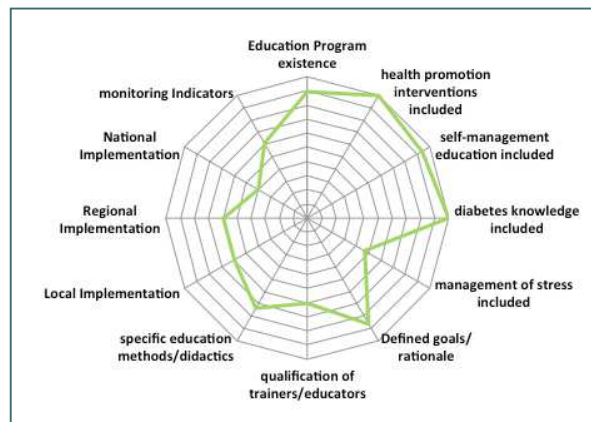 Education Program
existence
health promotion
interventions
included
self-management
education included
diabetes knowledge
included
management of stress
included
Defined goals/
rationale
qualification of
trainers/educators
specific education
methods/didactics
Local Implementation
Regional
Implementation
National
Implementation
monitoring Indicators